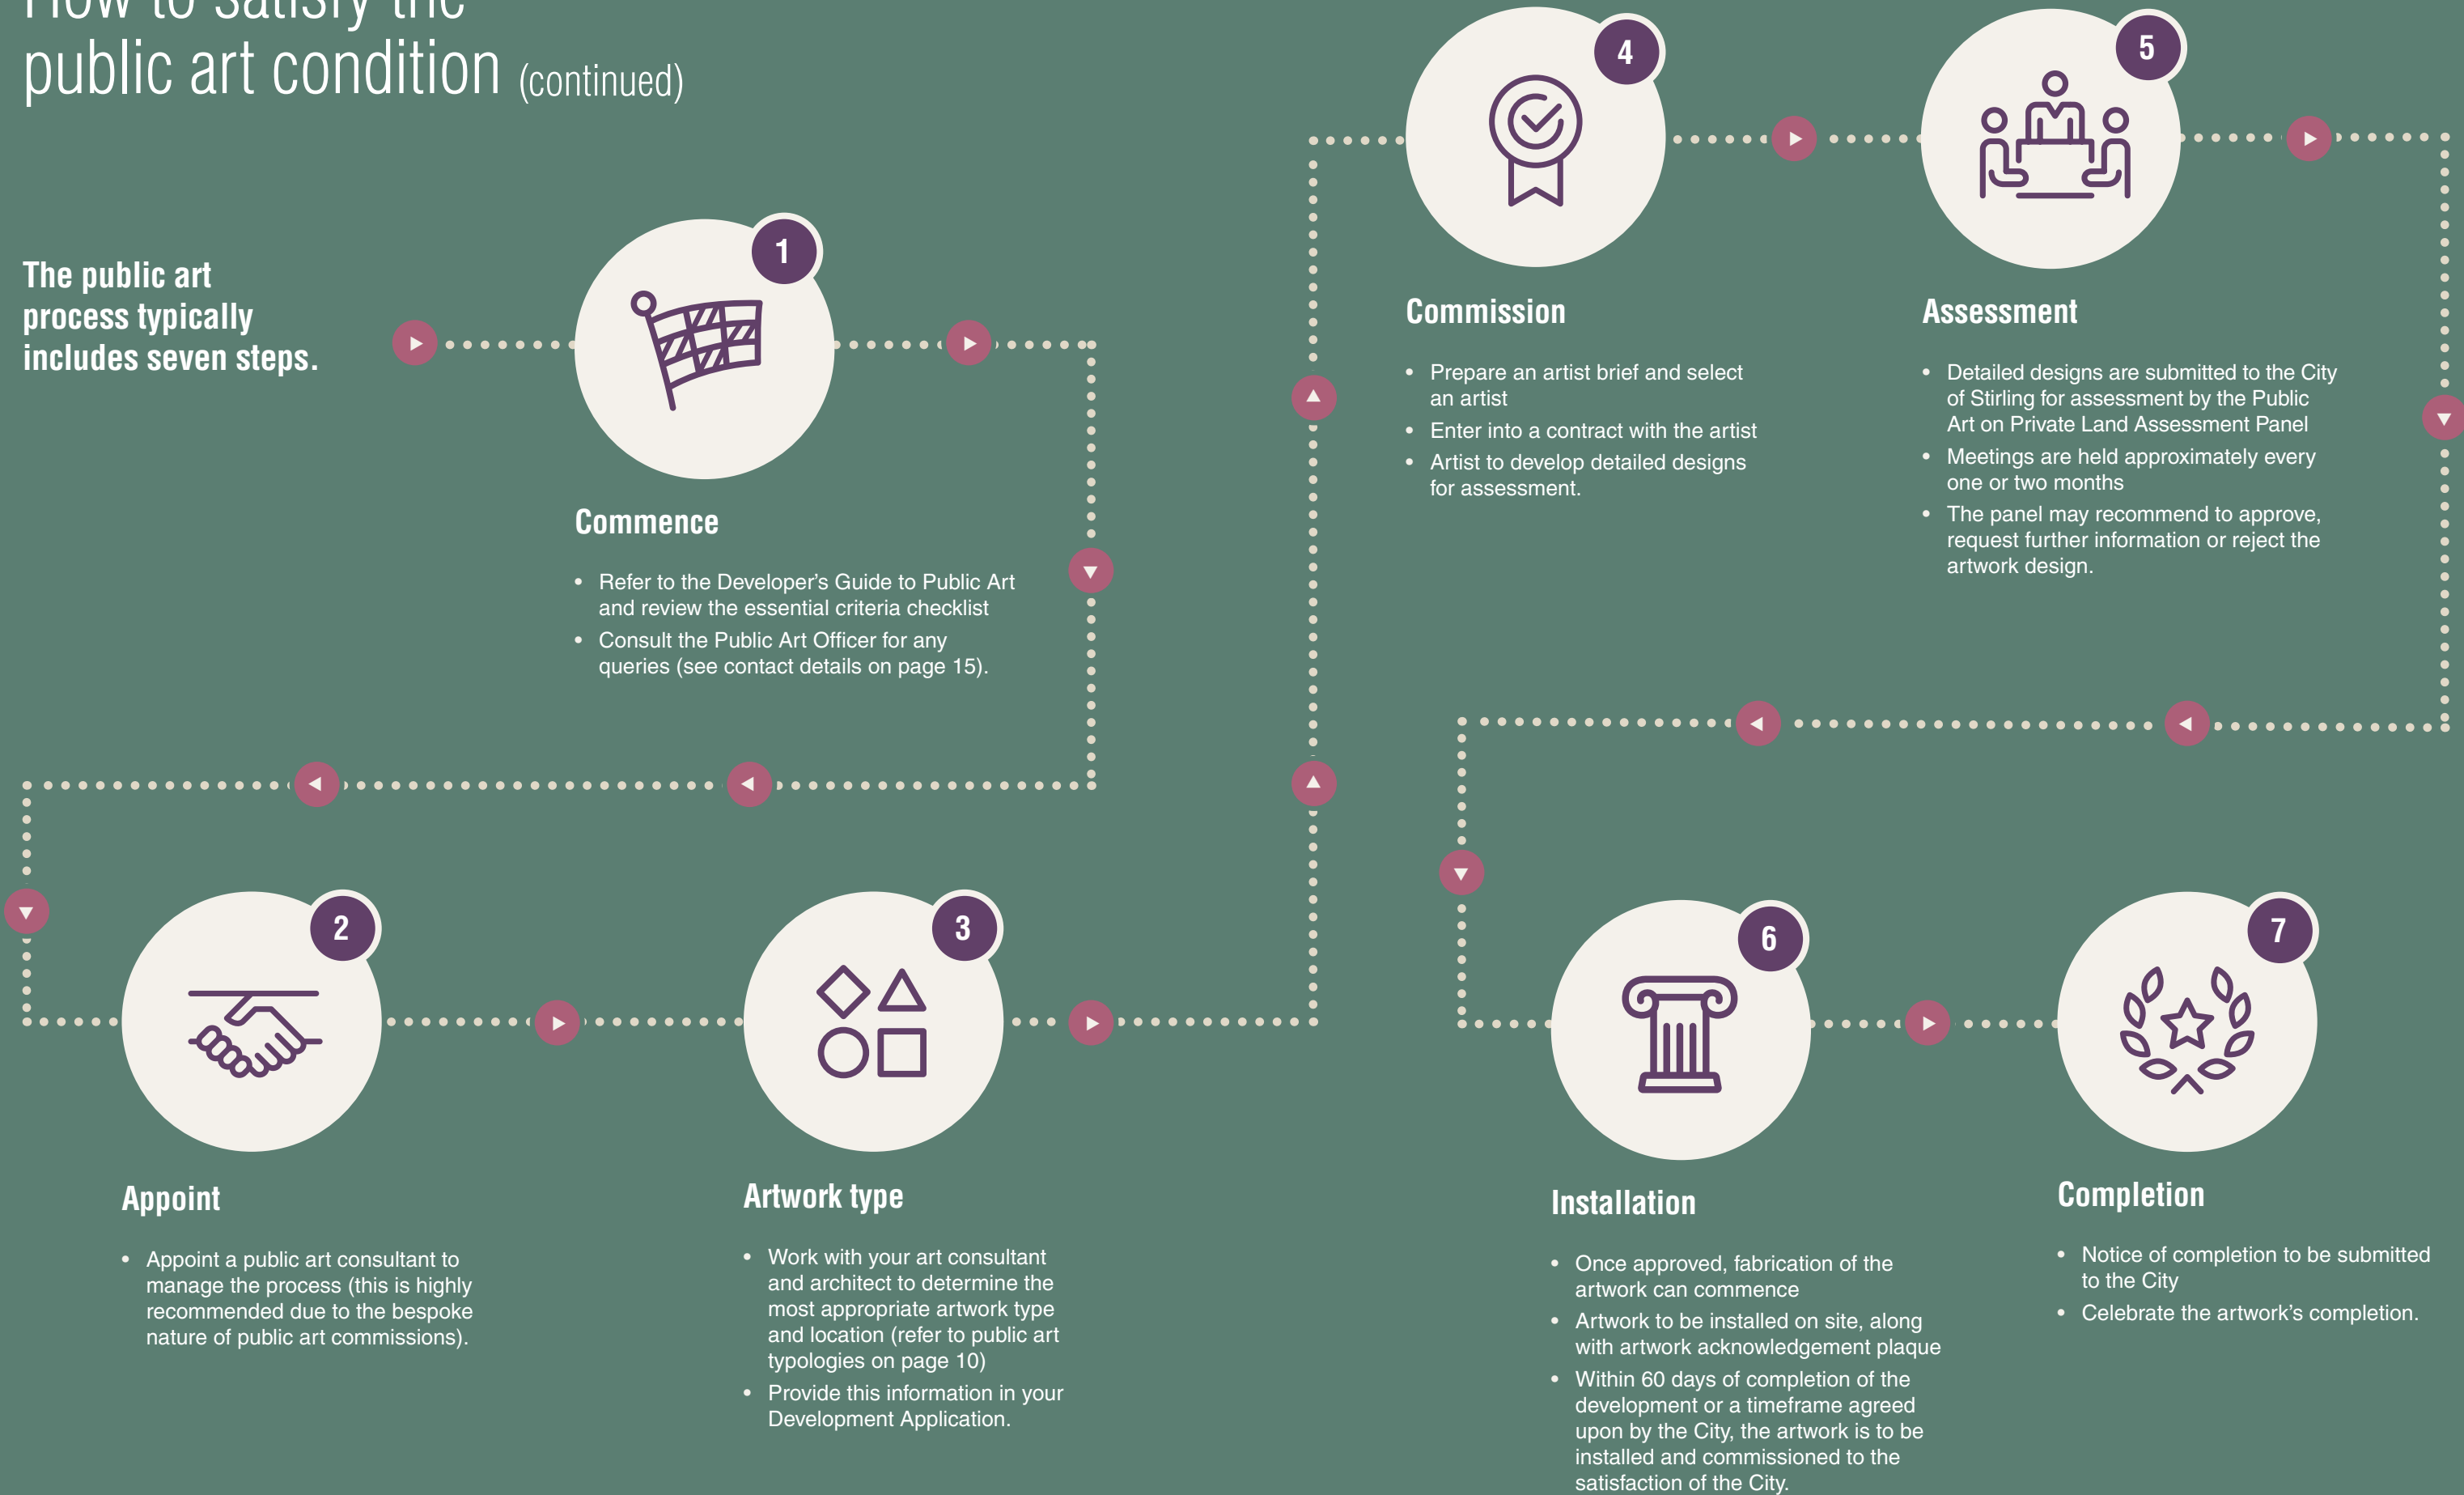 How to satisfy the
public art condition (continued)
The public art
process typically
includes seven steps.
1
Commence
• Refer to the Developer’s Guide to Public Art
and review the essential criteria checklist
• Consult the Public Art Officer for any
queries (see contact details on page 15).
2
Appoint
• Appoint a public art consultant to
manage the process (this is highly
recommended due to the bespoke
nature of public art commissions).
3
Artwork type
• Work with your art consultant
and architect to determine the
most appropriate artwork type
and location (refer to public art
typologies on page 10)
• Provide this information in your
Development Application.
4
Commission
• Prepare an artist brief and select
an artist
• Enter into a contract with the artist
• Artist to develop detailed designs
for assessment.
5
Assessment
• Detailed designs are submitted to the City
of Stirling for assessment by the Public
Art on Private Land Assessment Panel
• Meetings are held approximately every
one or two months
• The panel may recommend to approve,
request further information or reject the
artwork design.
6
Installation
• Once approved, fabrication of the
artwork can commence
• Artwork to be installed on site, along
with artwork acknowledgement plaque
• Within 60 days of completion of the
development or a timeframe agreed
upon by the City, the artwork is to be
installed and commissioned to the
satisfaction of the City.
7
Completion
• Notice of completion to be submitted
to the City
• Celebrate the artwork’s completion.